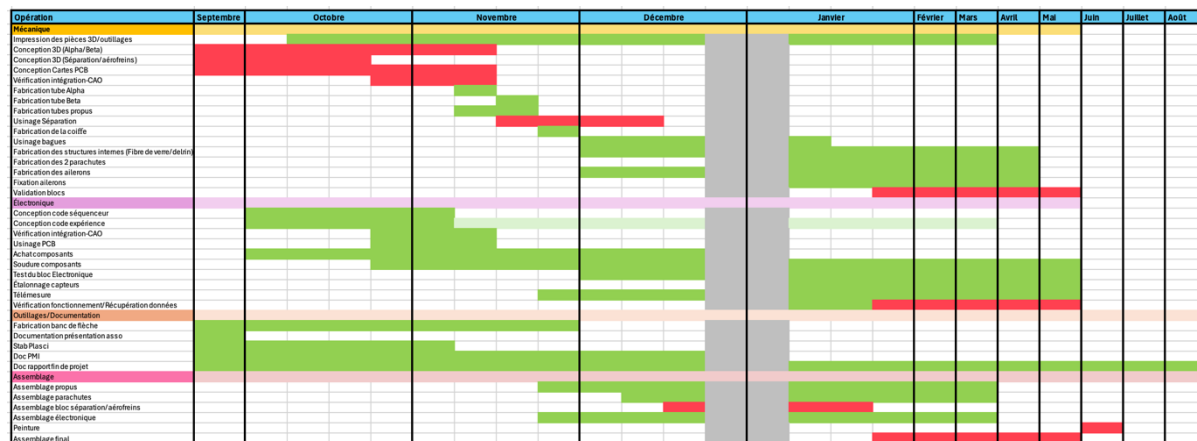 Opération Septembre Octobre Novembre Décembre Janvier Février Mars Avril Mai Juin Juillet Août
Mécanique
Impression des pièces 3D/outillages
Conception 3D (Alpha/Beta)
Conception 3D (Séparation/aérofreins)
Conception Cartes PCB
Vérification intégration-CAO
Fabrication tube Alpha
Fabrication tube Beta
Fabrication tubes propus
Usinage Séparation
Fabrication de la coiffe
Usinage bagues
Fabrication des structures internes (Fibre de verre/delrin)
Fabrication des 2 parachutes
Fabrication des ailerons
Fixation ailerons
Validation blocs
Électronique
Conception code séquenceur
Conception code expérience
Vérification intégration-CAO
Usinage PCB
Achat composants
Soudure composants
Test du bloc Electronique
Étalonnage capteurs
Télémesure
Vérification fonctionnement/Récupération données
Outillages/Documentation
Fabrication banc de flèche
Documentation présentation asso
Stab Plasci
Doc PMI
Doc rapport fin de projet
Assemblage
Assemblage propus
Assemblage parachutes
Assemblage bloc séparation/aérofreins
Assemblage électronique
Peinture
Assemblage final